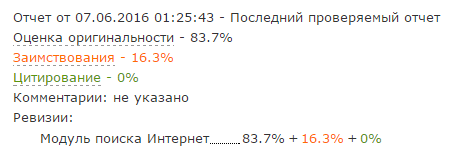 Отчет от 07.06.2016 01:25:43 - Последний проверяемый отчет
Оценка оригинальности - 83.7%
Заимствования - 16.3%
Цитирование - 0%
Комментарии: не указано
Ревизии:
Модуль поиска Интернет 83.7% + 16.3% + 0%